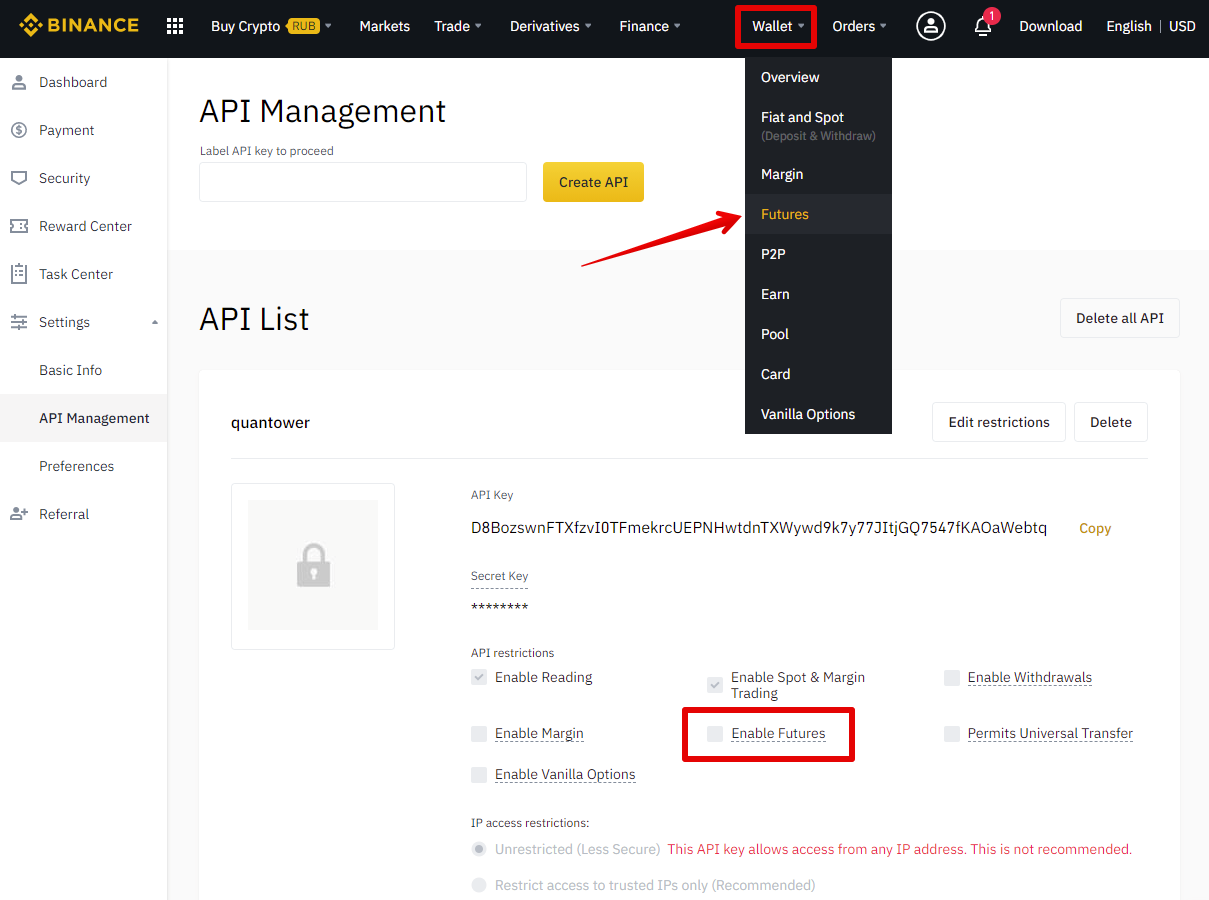 BINANCE
Buy Crypto RUB
Markets
Trade
Derivatives
Finance
Wallet
Orders
1
Download
English | USD
Dashboard
Payment
Security
Reward Center
Task Center
Settings
Basic Info
API Management
Preferences
Referral
API Management
Label API key to proceed
Create API
Overview
Fiat and Spot
(Deposit & Withdraw)
Margin
Futures
P2P
Earn
Pool
Card
Vanilla Options
API List
Delete all API
quantower
Edit restrictions
Delete
API Key
D8BozswnFTXfzvI0TFmekrcUEPNHwtdnTXWywd9k7y77JItjGQ7547fKAOaWebtq
Copy
Secret Key
********
API restrictions
Enable Reading
Enable Spot & Margin
Trading
Enable Withdrawals
Enable Margin
Enable Futures
Permits Universal Transfer
Enable Vanilla Options
IP access restrictions:
Unrestricted (Less Secure) This API key allows access from any IP address. This is not recommended.
Restrict access to trusted IPs only (Recommended)